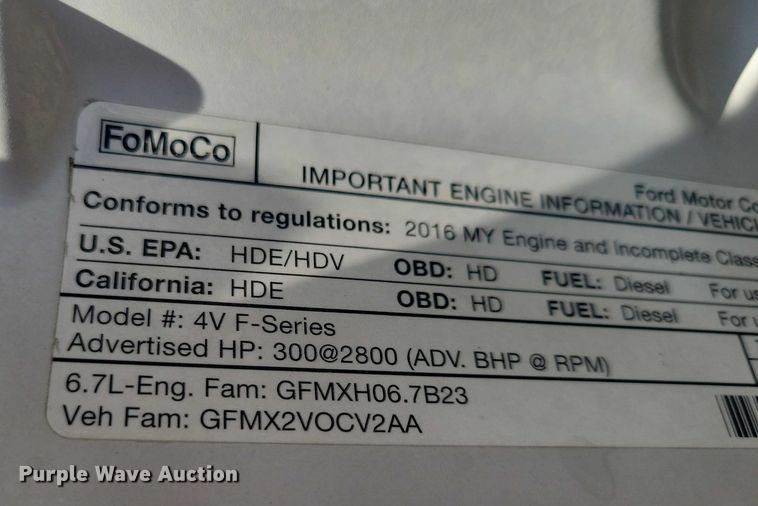 FoMoCo
Ford Motor Co
IMPORTANT ENGINE INFORMATION / VEHIC
Conforms to regulations: 2016 MY Engine and Incomplete Class
U.S. EPA: HDE/HDV OBD: HD FUEL: Diesel For us
California: HDE OBD: HD FUEL: Diesel For u
Model #: 4V F-Series
Advertised HP: 300@2800 (ADV. BHP @ RPM)
6.7L-Eng. Fam: GFMXH06.7B23
Veh Fam: GFMX2VOCV2AA
Purple Wave Auction